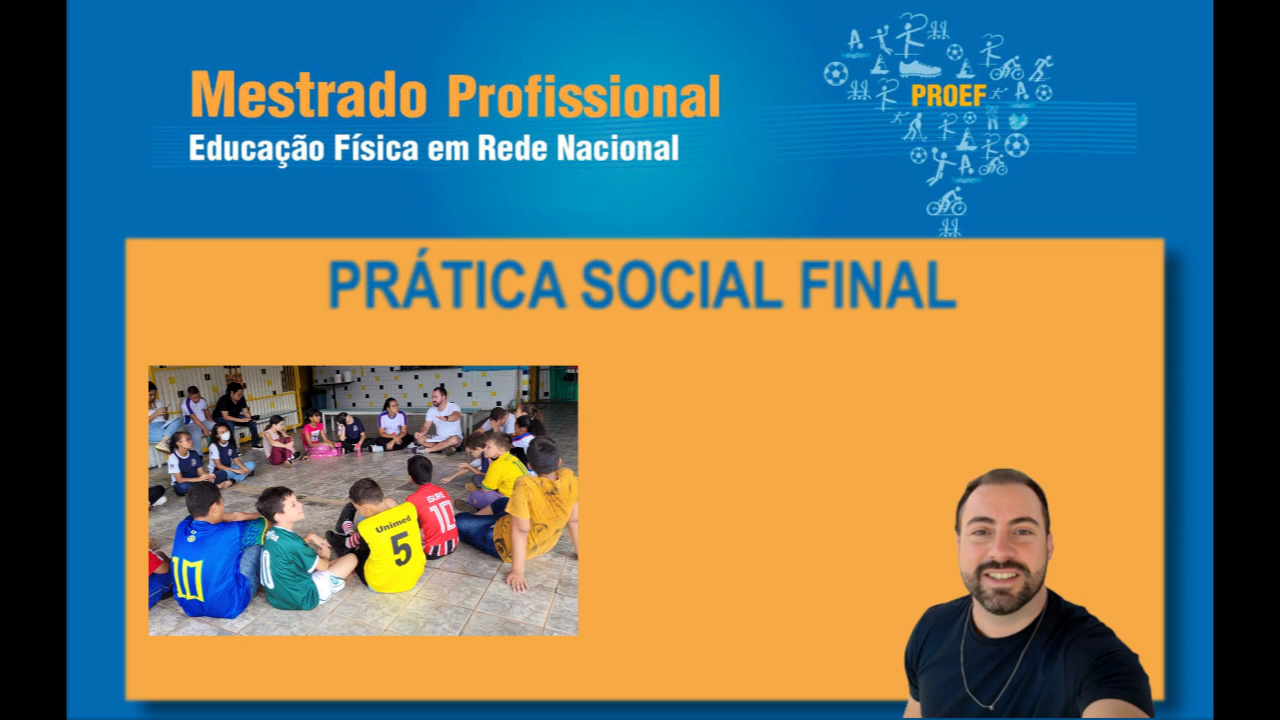 Mestrado Profissional
Educação Física em Rede Nacional
PROEF
PRÁTICA SOCIAL FINAL
10
Unimed
5
10